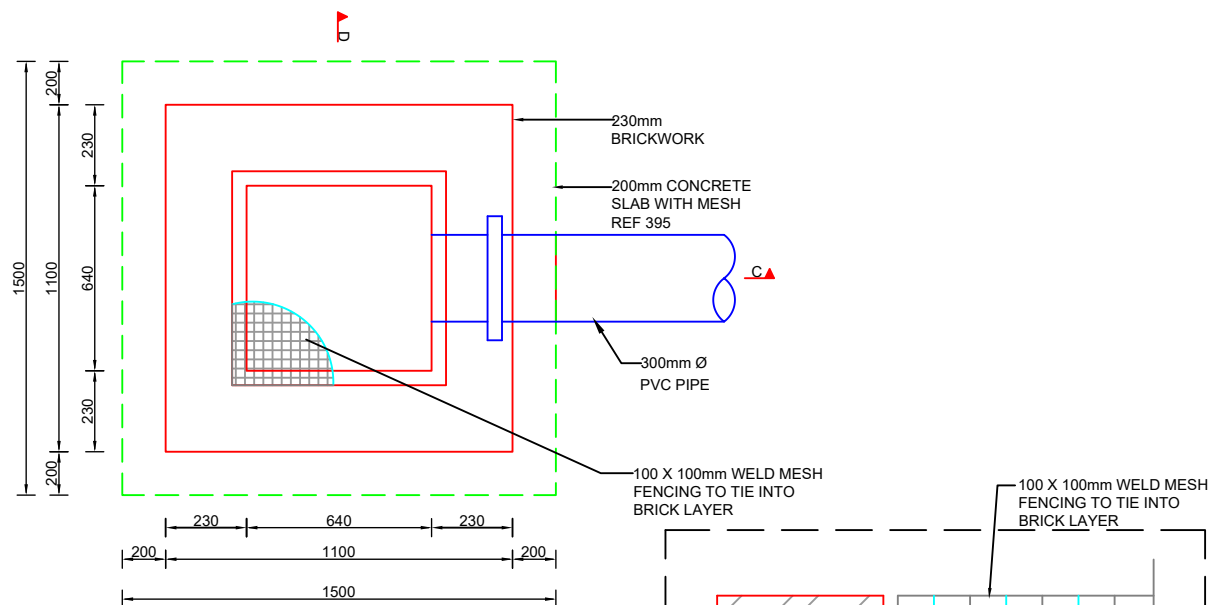 D
200
230
1500
1100
640
230
200
230mm
BRICKWORK
200mm CONCRETE
SLAB WITH MESH
REF 395
C
300mm Ø
PVC PIPE
100 X 100mm WELD MESH
FENCING TO TIE INTO
BRICK LAYER
100 X 100mm WELD MESH
FENCING TO TIE INTO
BRICK LAYER
230 640 230
200 1100 200
1500